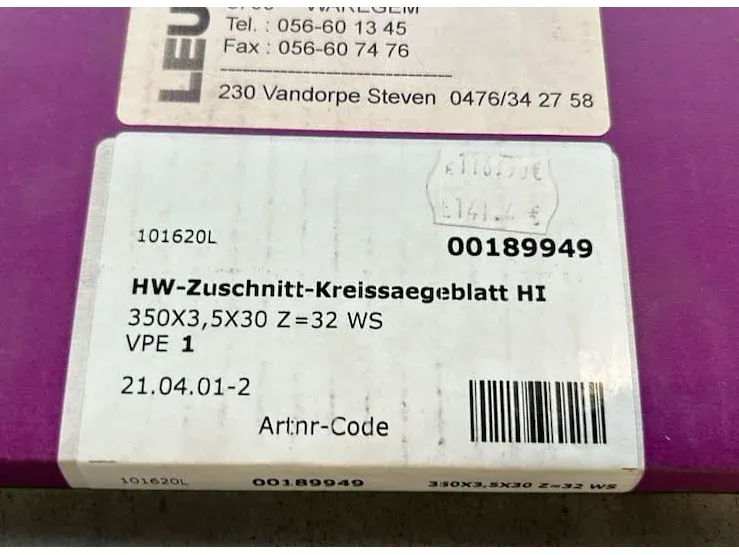 LEU
WAREGEM
Tel. : 056-60 13 45
Fax : 056-60 74 76
230 Vandorpe Steven 0476/34 27 58
101620L
00189949
HW-Zuschnitt-Kreissaegeblatt HI
350X3,5X30 Z=32 WS
VPE 1
21.04.01-2
Art:nr-Code
101620L 00189949 350X3,5X30 Z=32 WS